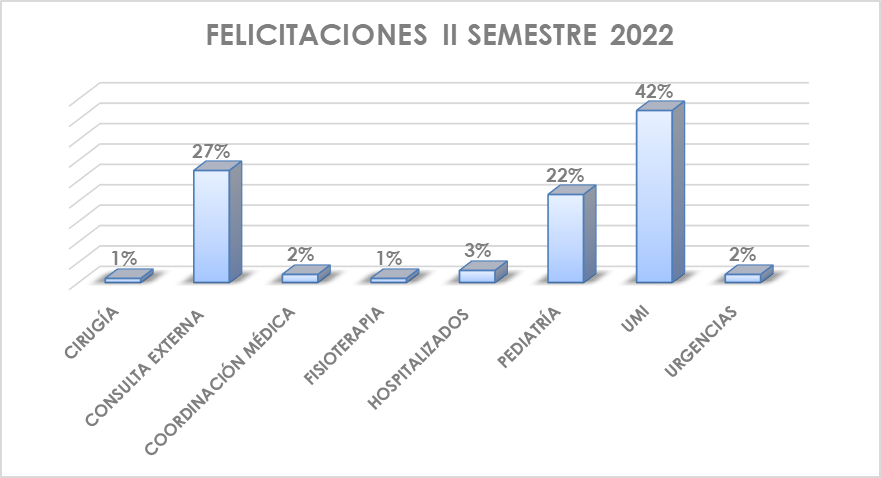 FELICITACIONES II SEMESTRE 2022
1%
27%
2%
1%
3%
22%
42%
2%
CIRUGÍA
CONSULTA EXTERNA
COORDINACIÓN MÉDICA
FISIOTERAPIA
HOSPITALIZADOS
PEDIATRÍA
UMI
URGENCIAS